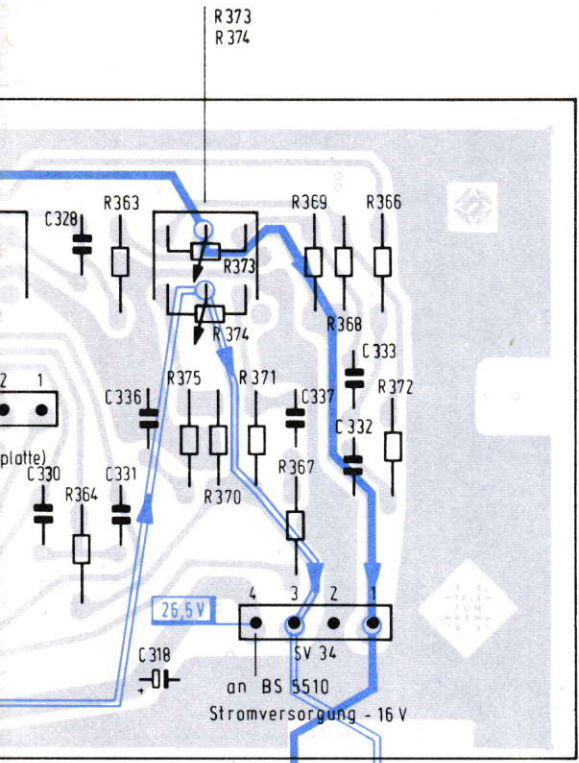 R373
R374
R363
R369
R366
C328
R373
R368
R374
C333
2 1
C336
R375
R371
C337
R372
C332
platte)
C330
R364
C331
R370
R367
26,5V
4 3 2 1
SV 34
C318
+
an BS 5510
Stromversorgung - 16 V